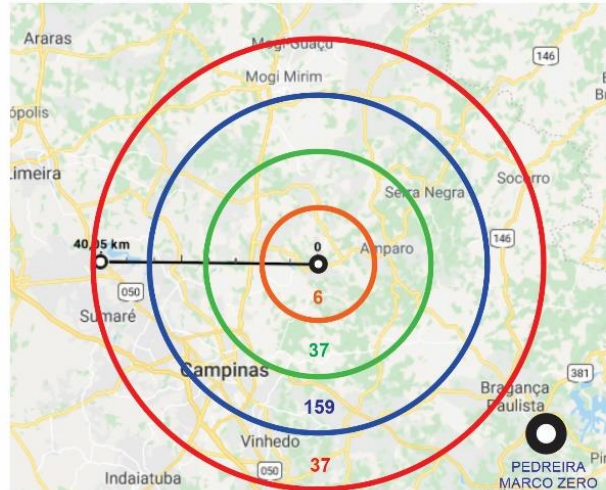 Araras
Mogi Guaçu
146
Mogi Mirim
ópolis
Limeira
Socorro
Serra Negra
40,05 km
0
Amparo
146
050
6
Sumaré
37
Campinas
381
Bragança
Paulista
159
Vinhedo
37
050
Indaiatuba
PEDREIRA
MARCO ZERO